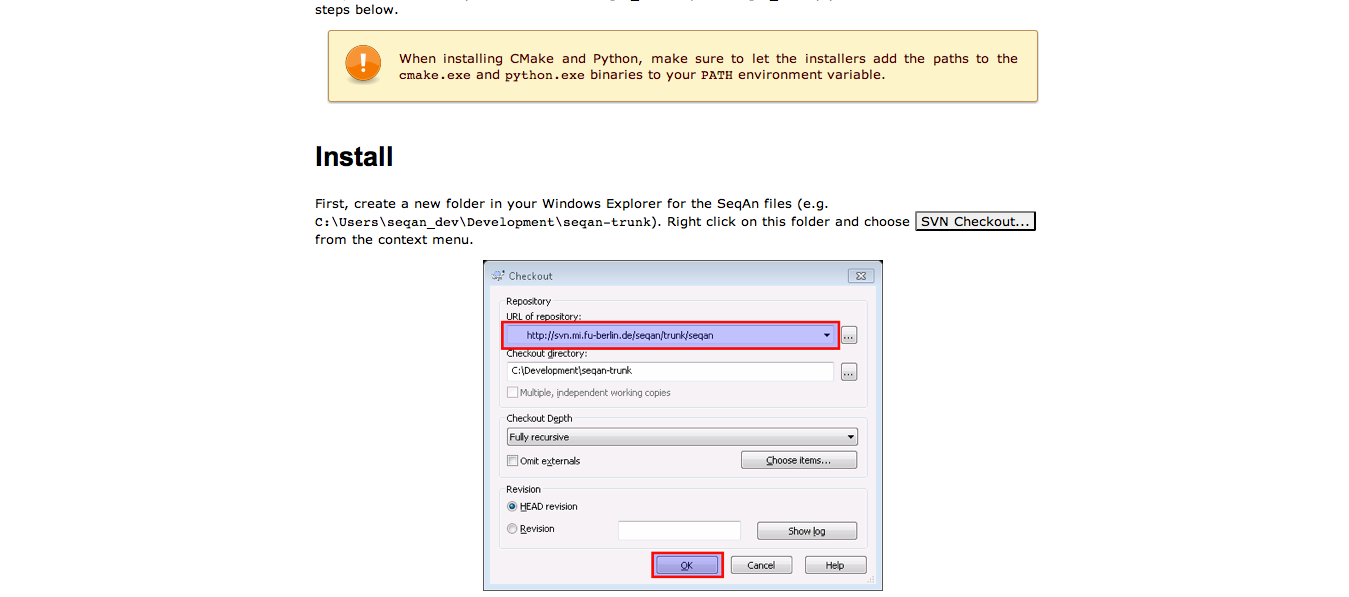 steps below.
When installing CMake and Python, make sure to let the installers add the paths to the
cmake.exe and python.exe binaries to your PATH environment variable.
Install
First, create a new folder in your Windows Explorer for the SeqAn files (e.g.
C:\Users\seqan_dev\Development\seqan-trunk). Right click on this folder and choose SVN Checkout...
from the context menu.
Checkout
Repository
URL of repository:
http://svn.mi.fu-berlin.de/seqan/trunk/seqan
...
Checkout directory:
C:\Development\seqan-trunk
...
Multiple, independent working copies
Checkout Depth
Fully recursive
Omit externals
Choose items...
Revision
HEAD revision
Revision
Show log
OK
Cancel
Help